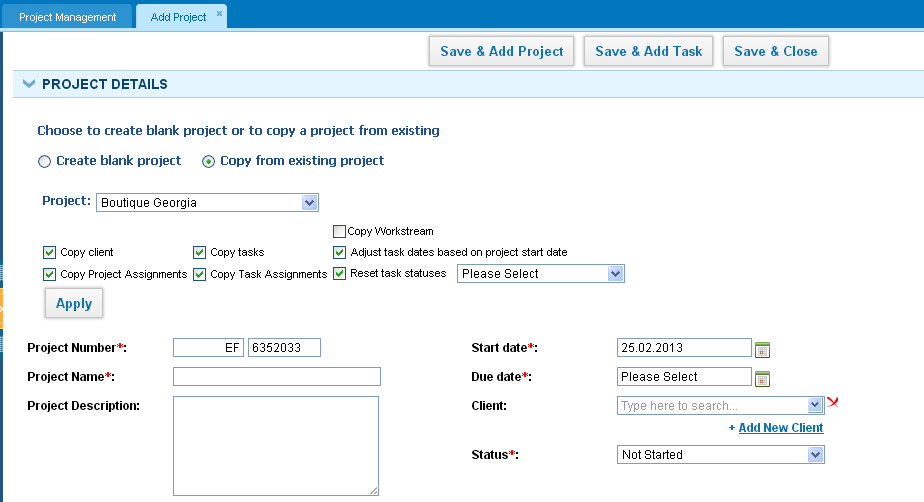 Project Management Add Project
Save & Add Project Save & Add Task Save & Close
PROJECT DETAILS
Choose to create blank project or to copy a project from existing
Create blank project Copy from existing project
Project: Boutique Georgia
Copy Workstream
Copy client Copy tasks Adjust task dates based on project start date
Copy Project Assignments Copy Task Assignments Reset task statuses Please Select
Apply
Project Number*: EF 6352033 Start date*: 25.02.2013
Project Name*: Due date*: Please Select
Project Description: Client: Type here to search...
+ Add New Client
Status*: Not Started